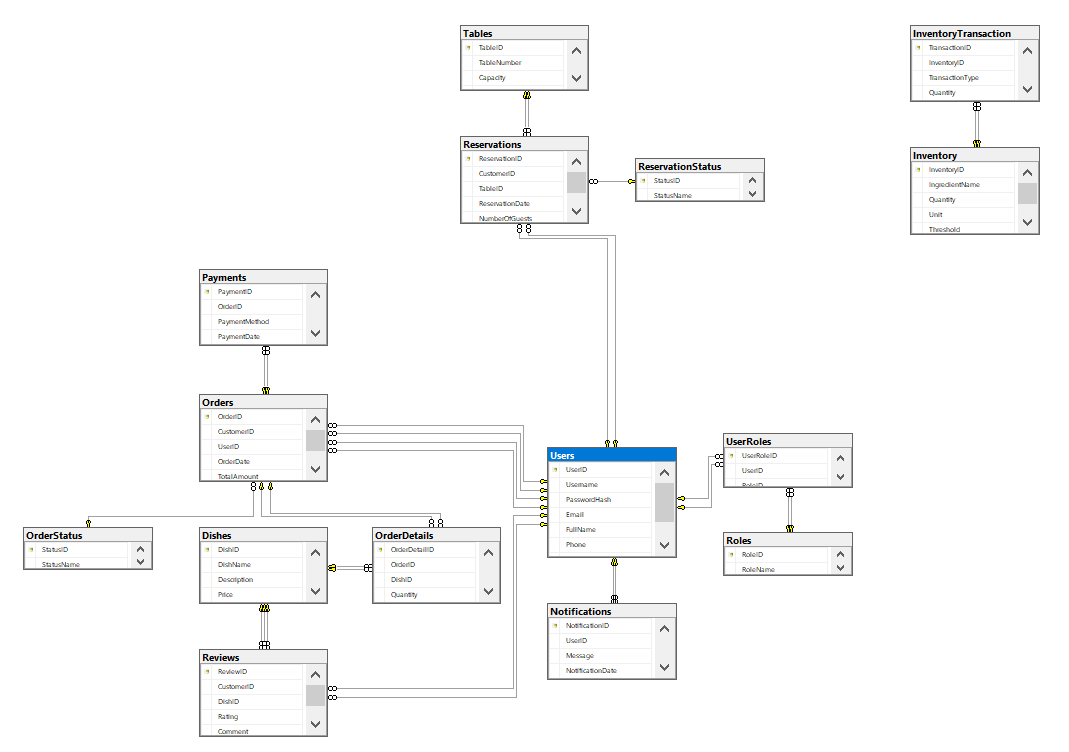 Tables
TableID
TableNumber
Capacity
InventoryTransaction
TransactionID
InventoryID
TransactionType
Quantity
Reservations
ReservationID
CustomerID
TableID
ReservationDate
NumberOfGuests
ReservationStatus
StatusID
StatusName
Inventory
InventoryID
IngredientName
Quantity
Unit
Threshold
Payments
PaymentID
OrderID
PaymentMethod
PaymentDate
Orders
OrderID
CustomerID
UserID
OrderDate
TotalAmount
Users
UserID
Username
PasswordHash
Email
FullName
Phone
UserRoles
UserRoleID
UserID
RoleID
OrderStatus
StatusID
StatusName
Dishes
DishID
DishName
Description
Price
OrderDetails
OrderDetailID
OrderID
DishID
Quantity
Roles
RoleID
RoleName
Notifications
NotificationID
UserID
Message
NotificationDate
Reviews
ReviewID
CustomerID
DishID
Rating
Comment